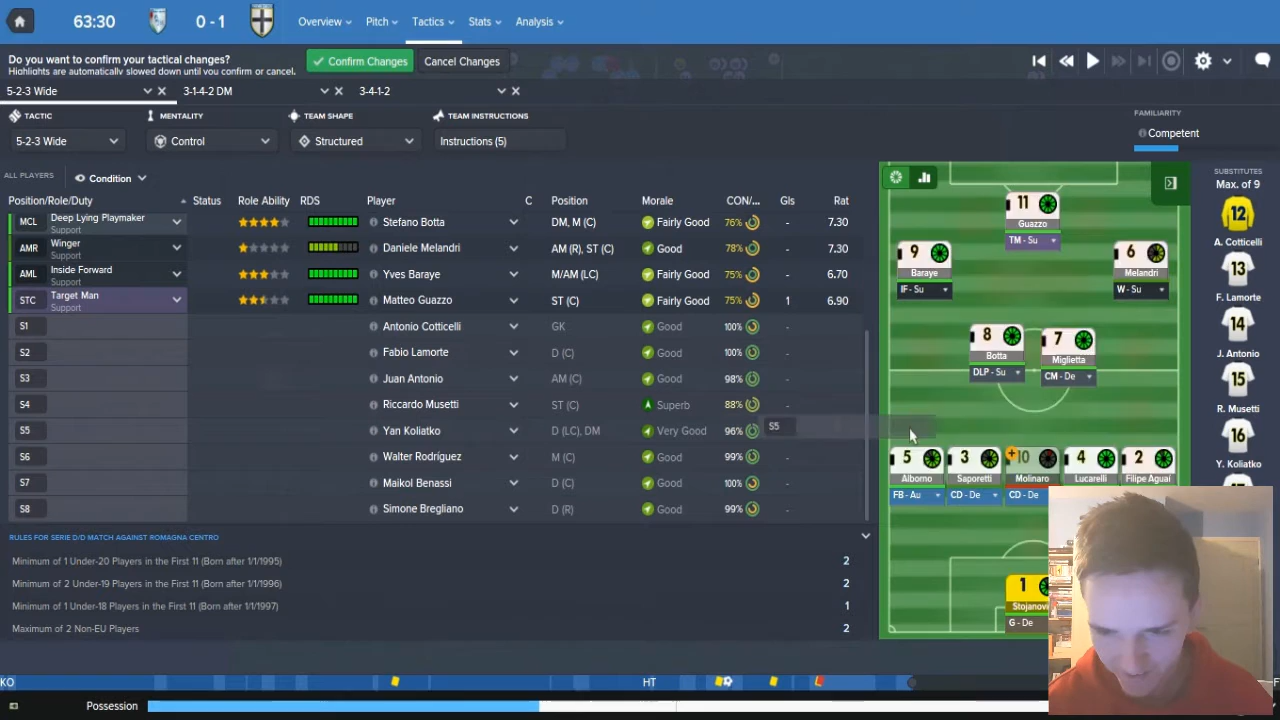 63:30
0 - 1
Overview
Pitch
Tactics
Stats
Analysis
Do you want to confirm your tactical changes?
Highlights are automatically slowed down until you confirm or cancel.
Confirm Changes
Cancel Changes
5-2-3 Wide
3-1-4-2 DM
3-4-1-2
TACTIC
MENTALITY
TEAM SHAPE
TEAM INSTRUCTIONS
FAMILIARITY
5-2-3 Wide
Control
Structured
Instructions (5)
Competent
ALL PLAYERS
Condition
Position/Role/Duty
Status
Role Ability
RDS
Player
C
Position
Morale
CON/...
Gls
Rat
MCL Deep Lying Playmaker Support Stefano Botta DM, M (C) Fairly Good 76% - 7.30
AMR Winger Support Daniele Melandri AM (R), ST (C) Good 78% - 7.30
AML Inside Forward Support Yves Baraye M/AM (LC) Fairly Good 75% - 6.70
STC Target Man Support Matteo Guazzo ST (C) Fairly Good 75% 1 6.90
S1 Antonio Cotticelli GK Good 100% -
S2 Fabio Lamorte D (C) Good 100% -
S3 Juan Antonio AM (C) Good 98% -
S4 Riccardo Musetti ST (C) Superb 88% -
S5 Yan Koliatko D (LC), DM Very Good 96%
S5
S6 Walter Rodríguez M (C) Good 99% -
S7 Maikol Benassi D (C) Good 100% -
S8 Simone Bregliano D (R) Good 99% -
RULES FOR SERIE D/D MATCH AGAINST ROMAGNA CENTRO
Minimum of 1 Under-20 Players in the First 11 (Born after 1/1/1995) 2
Minimum of 2 Under-19 Players in the First 11 (Born after 1/1/1996) 2
Minimum of 1 Under-18 Players in the First 11 (Born after 1/1/1997) 1
Maximum of 2 Non-EU Players 2
11
Guazzo
TM - Su
9
Baraye
IF - Su
6
Melandri
W - Su
8
Botta
DLP - Su
7
Miglietta
CM - De
5
Alborno
FB - Au
3
Saporetti
CD - De
10
Molinaro
CD - De
4
Lucarelli
2
Filipe Aguai
1
G - De
SUBSTITUTES
Max. of 9
12
A. Cotticelli
13
F. Lamorte
14
J. Antonio
15
R. Musetti
16
Y. Koliatko
KO
HT
Possession